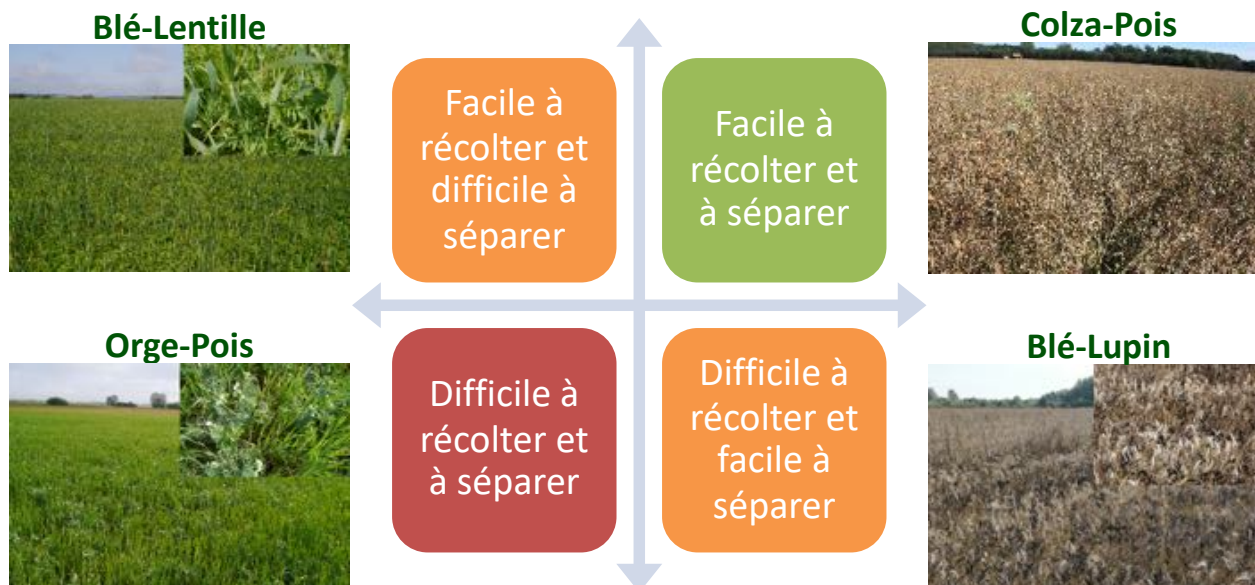 Blé-Lentille
Colza-Pois
Facile à
récolter et
difficile à
séparer
Facile à
récolter et
à séparer
Orge-Pois
Blé-Lupin
Difficile à
récolter et
à séparer
Difficile à
récolter et
facile à
séparer